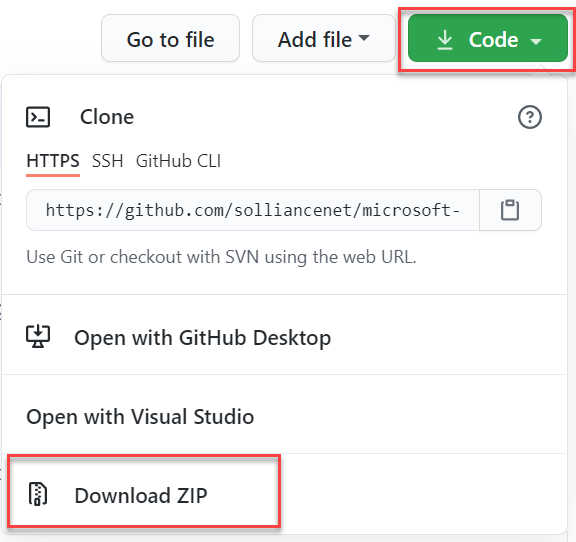 Go to file
Add file
Code
Clone
HTTPS SSH GitHub CLI
https://github.com/solliancenet/microsoft-
Use Git or checkout with SVN using the web URL.
Open with GitHub Desktop
Open with Visual Studio
Download ZIP